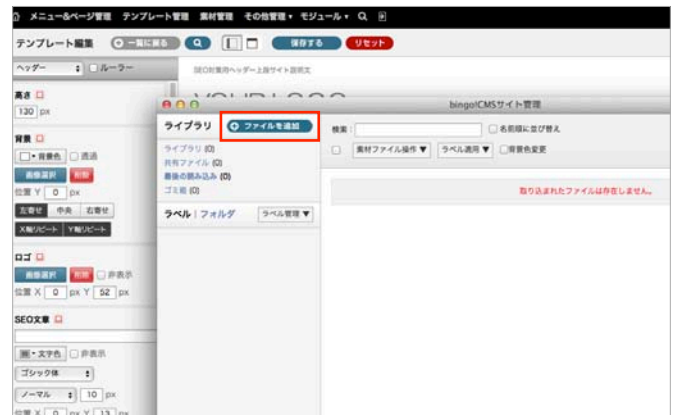 メニュー&ページ管理 テンプレート管理 素材管理 その他管理▾ モジュール▾
テンプレート編集 一覧に戻る 保存する リセット
ヘッダー ルーラー
SEO対策用ヘッダー上段サイト説明文
YOUR LOGO
高さ
130 px
背景
背景色 透過
画像選択 削除
位置 Y 0 px
左寄せ 中央 右寄せ
X軸リピート Y軸リピート
ロゴ
画像選択 削除 非表示
位置 X 0 px Y 52 px
SEO文章
文字色 非表示
ゴシック体
ノーマル 10 px
位置 X 0 px Y 13 px
bingo!CMSサイト管理
ライブラリ ファイルを追加
ライブラリ (0)
共有ファイル (0)
最後の読み込み (0)
ゴミ箱 (0)
ラベル | フォルダ ラベル管理 ▼
検索: 名前順に並び替え
素材ファイル操作 ▼ ラベル適用 ▼ 背景色変更
取り込まれたファイルは存在しません。